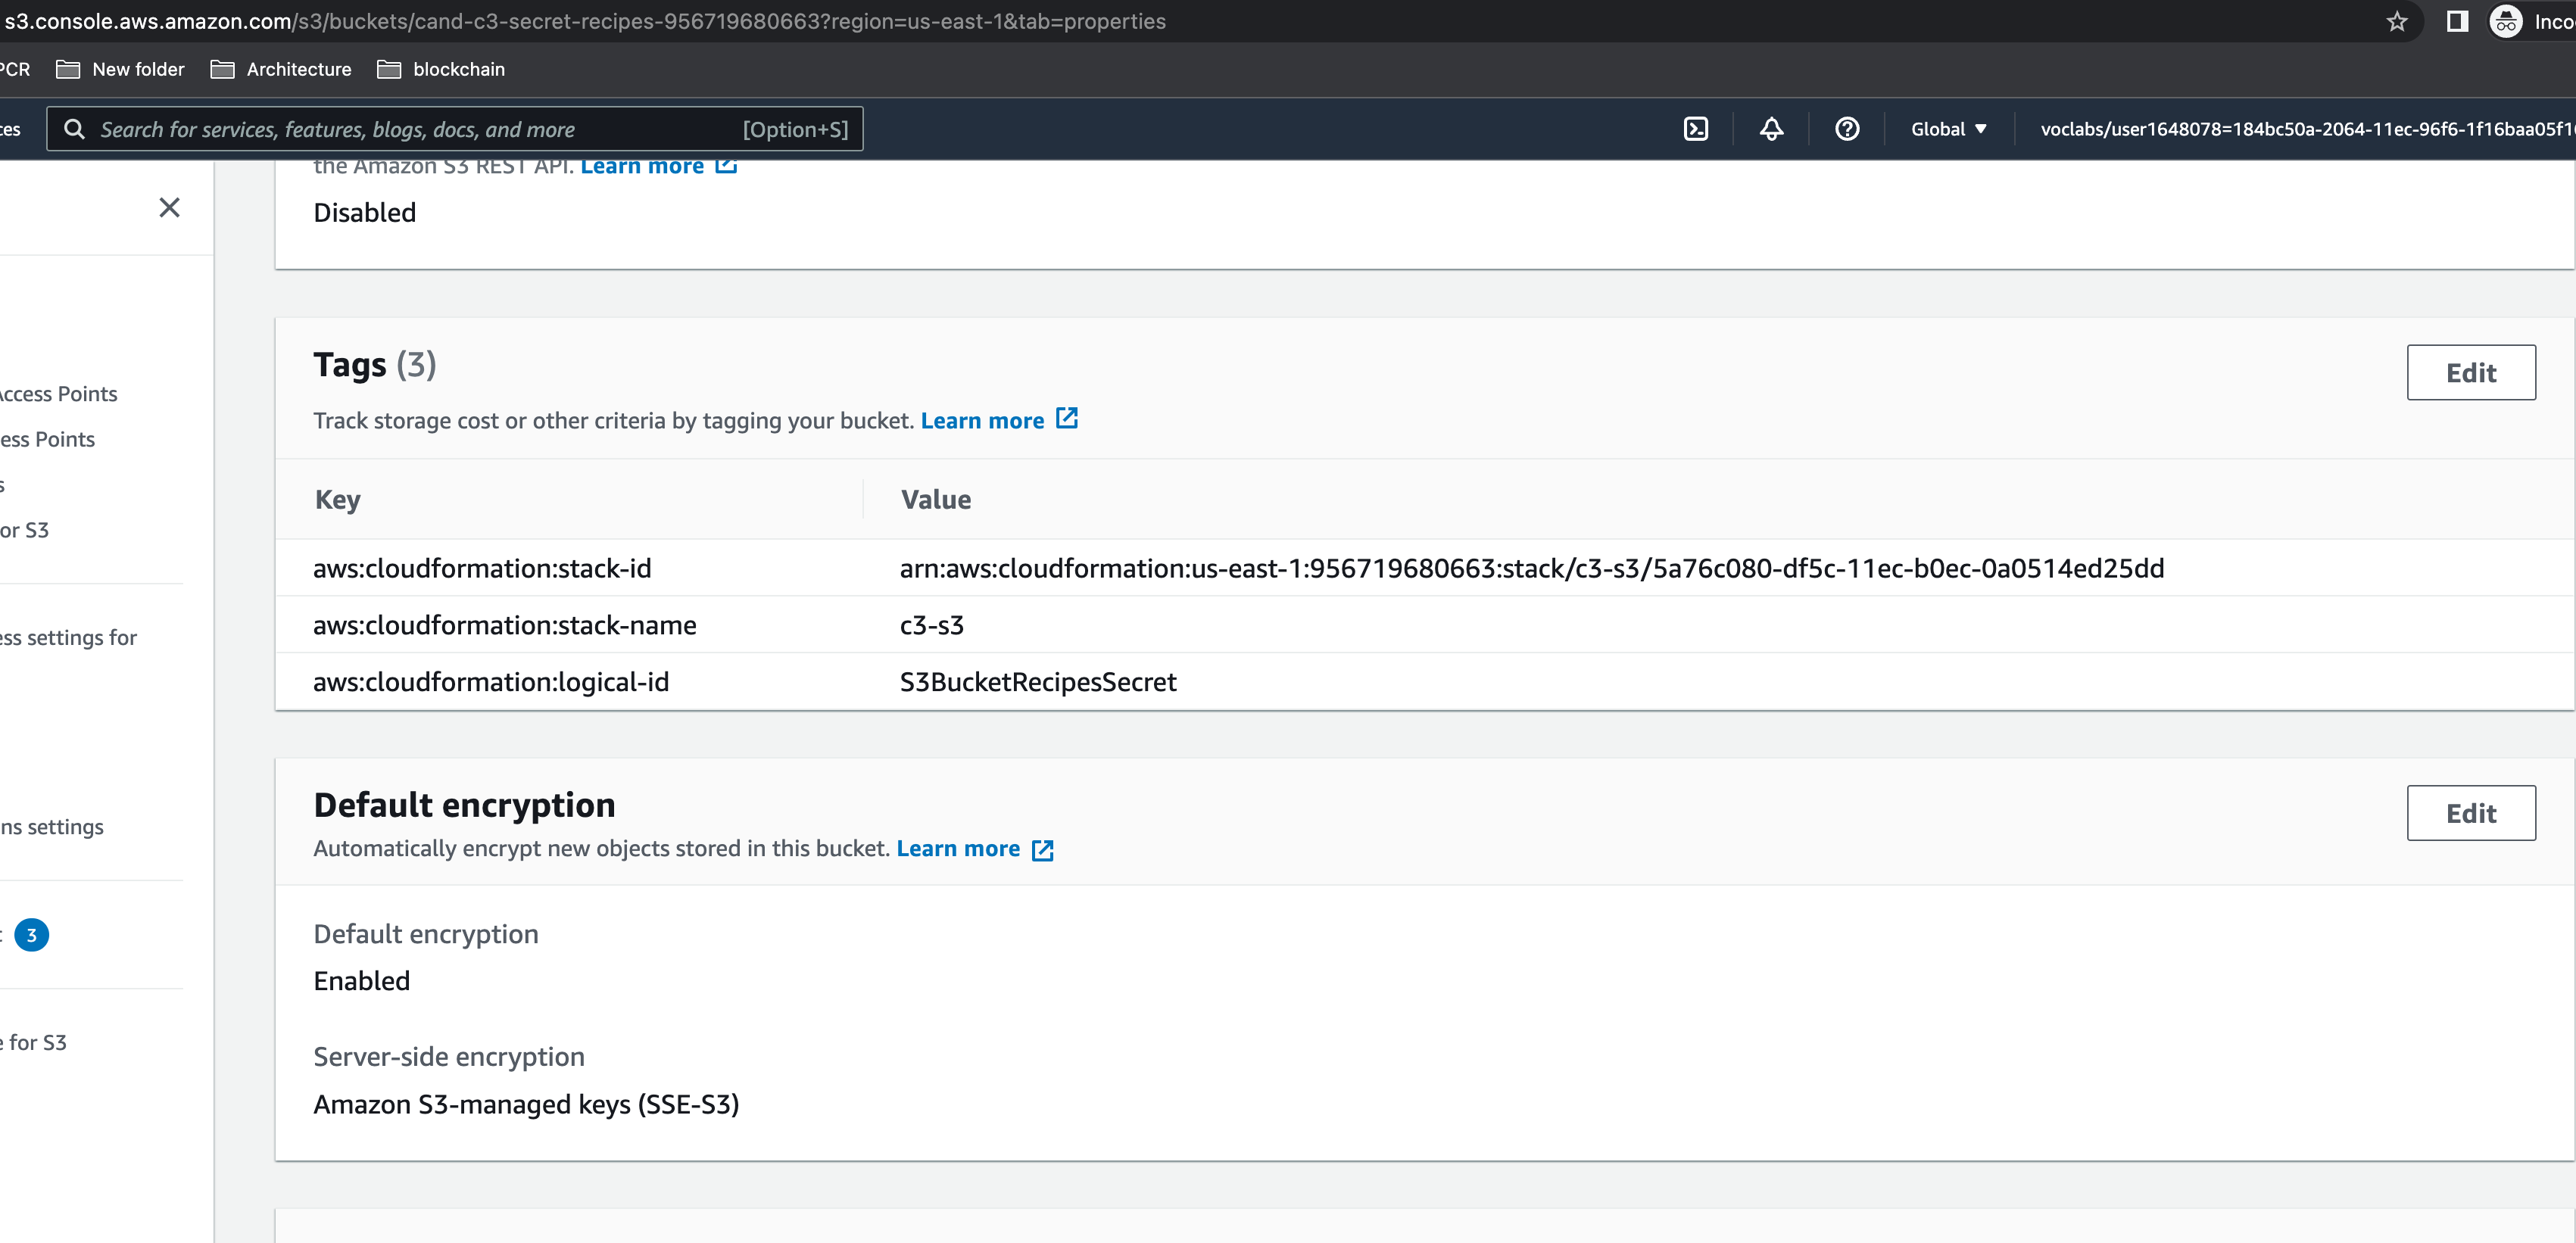 s3.console.aws.amazon.com/s3/buckets/cand-c3-secret-recipes-956719680663?region=us-east-1&tab=properties
Inco
PCR New folder Architecture blockchain
ces Search for services, features, blogs, docs, and more [Option+S] Global voclabs/user1648078=184bc50a-2064-11ec-96f6-1f16baa05f1
the Amazon S3 REST API. Learn more
Disabled
Tags (3)
Edit
Track storage cost or other criteria by tagging your bucket. Learn more
Key Value
aws:cloudformation:stack-id arn:aws:cloudformation:us-east-1:956719680663:stack/c3-s3/5a76c080-df5c-11ec-b0ec-0a0514ed25dd
aws:cloudformation:stack-name c3-s3
aws:cloudformation:logical-id S3BucketRecipesSecret
Default encryption
Edit
Automatically encrypt new objects stored in this bucket. Learn more
Default encryption
Enabled
Server-side encryption
Amazon S3-managed keys (SSE-S3)
Access Points
ess Points
s
or S3
ess settings for
ns settings
3
e for S3